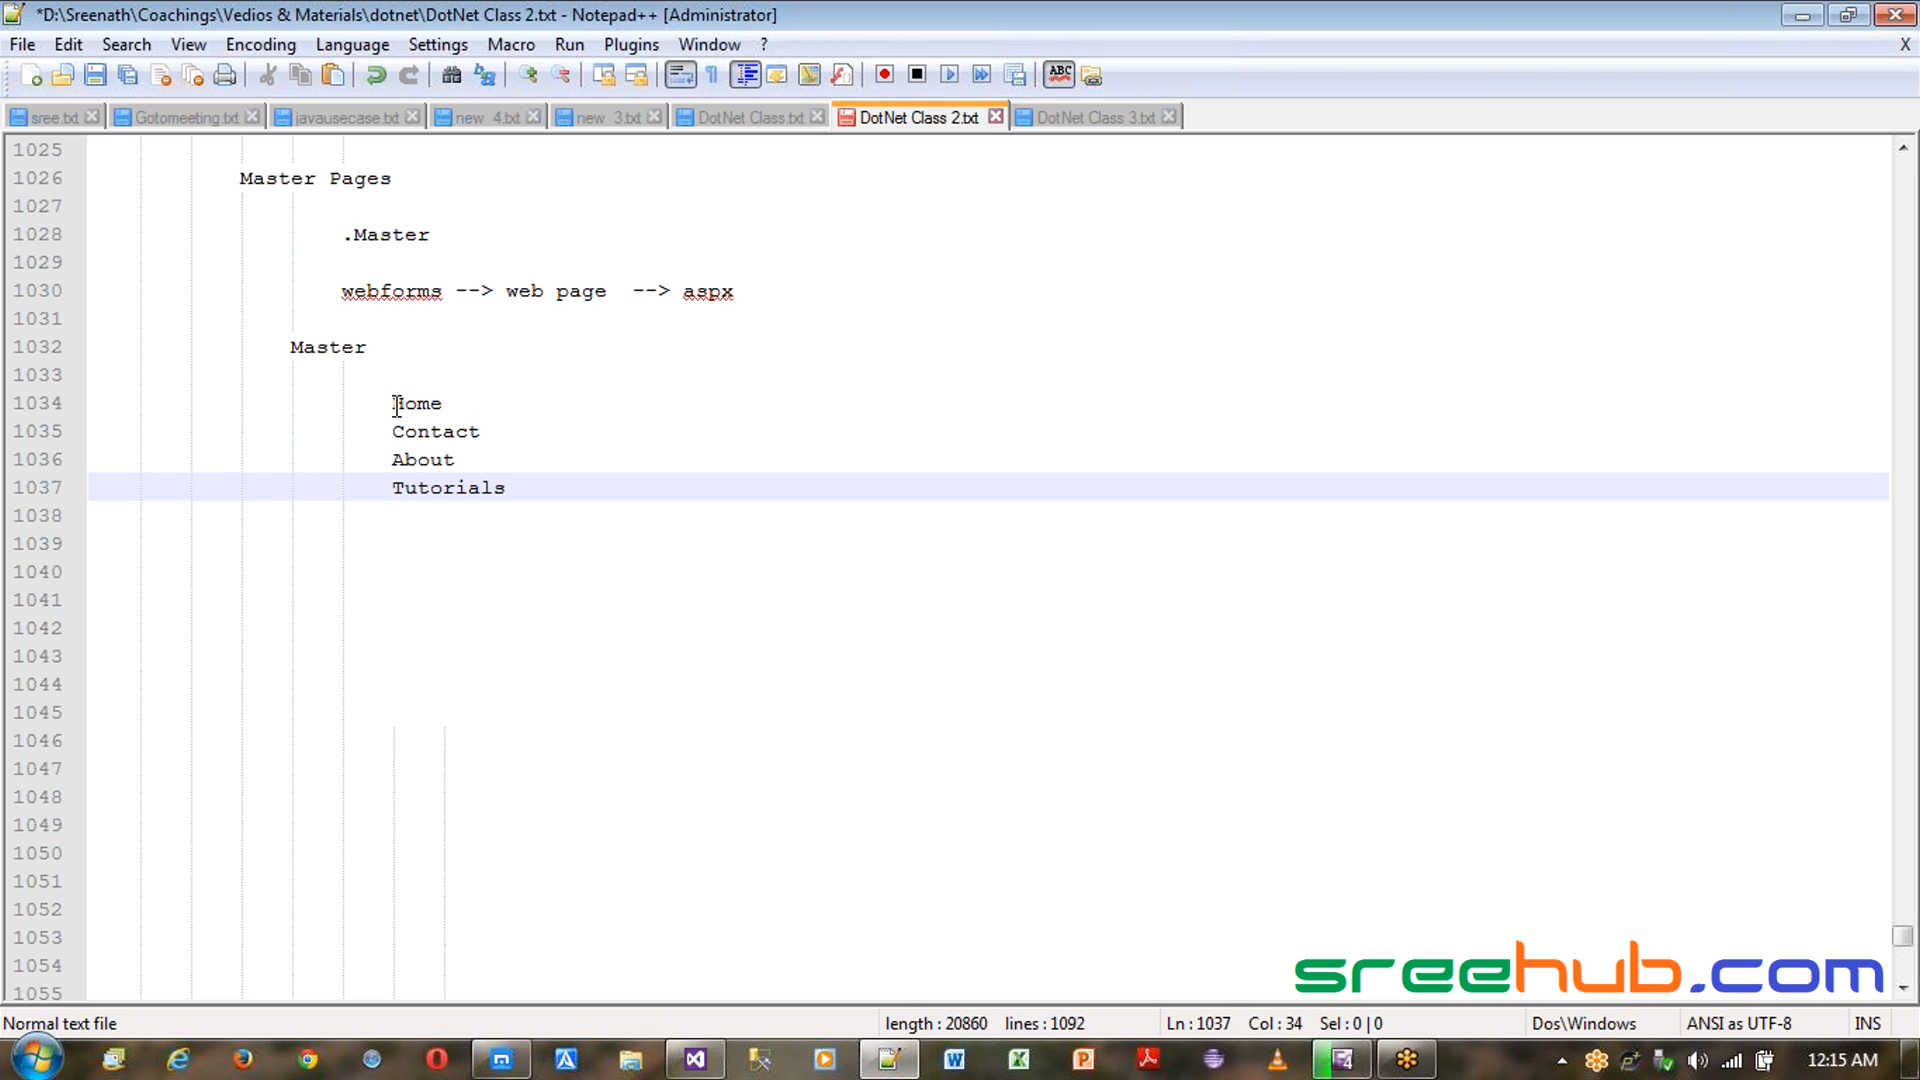 *D:\Sreenath\Coachings\Vedios & Materials\dotnet\DotNet Class 2.txt - Notepad++ [Administrator]
File Edit Search View Encoding Language Settings Macro Run Plugins Window ? X
ABC
sree.txt Gotomeeting.txt javausecase.txt new 4.txt new 3.txt DotNet Class.txt DotNet Class 2.txt DotNet Class 3.txt
1025
1026 Master Pages
1027
1028 .Master
1029
1030 webforms --> web page --> aspx
1031
1032 Master
1033
1034 Home
1035 Contact
1036 About
1037 Tutorials
1038
1039
1040
1041
1042
1043
1044
1045
1046
1047
1048
1049
1050
1051
1052
1053
1054
1055
sreehub.com
Normal text file length : 20860 lines : 1092 Ln : 1037 Col : 34 Sel : 0 | 0 Dos\Windows ANSI as UTF-8 INS
12:15 AM